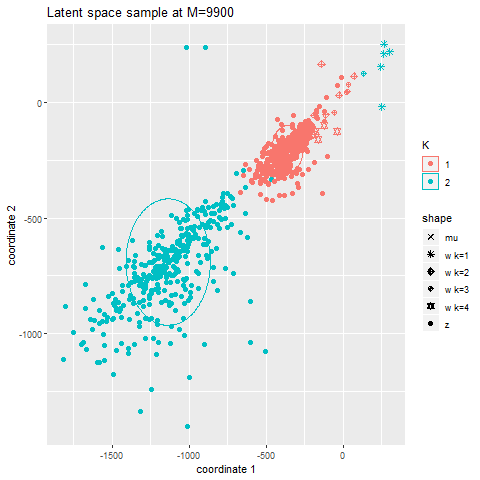 Latent space sample at M=9900
0
-500
-1000
coordinate 2
-1500
-1000
-500
0
coordinate 1
K
1
2
shape
mu
w k=1
w k=2
w k=3
w k=4
z